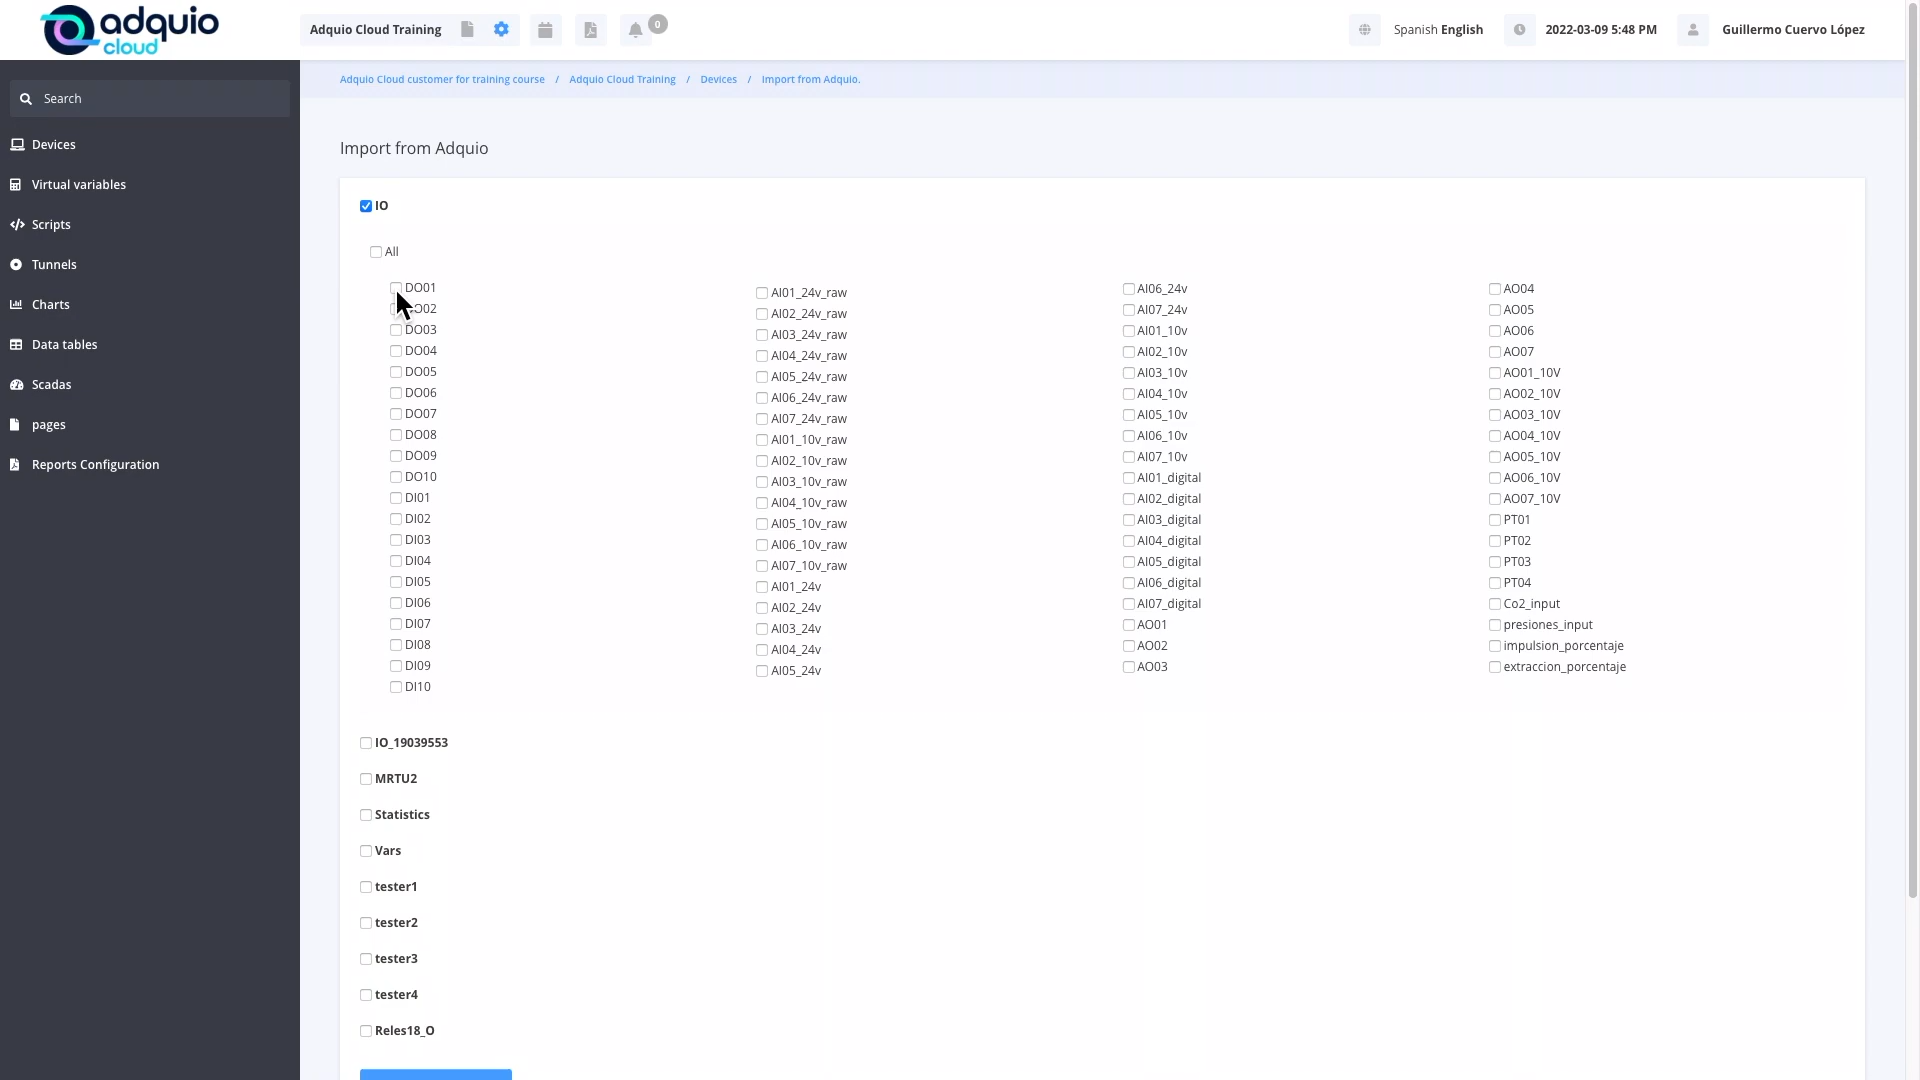 adquio
cloud
Adquio Cloud Training
0
Spanish English
2022-03-09 5:48 PM
Guillermo Cuervo López
Search
Devices
Virtual variables
Scripts
Tunnels
Charts
Data tables
Scadas
pages
Reports Configuration
Adquio Cloud customer for training course / Adquio Cloud Training / Devices / Import from Adquio.
Import from Adquio
IO
All
DO01
DO02
DO03
DO04
DO05
DO06
DO07
DO08
DO09
DO10
DI01
DI02
DI03
DI04
DI05
DI06
DI07
DI08
DI09
DI10
AI01_24v_raw
AI02_24v_raw
AI03_24v_raw
AI04_24v_raw
AI05_24v_raw
AI06_24v_raw
AI07_24v_raw
AI01_10v_raw
AI02_10v_raw
AI03_10v_raw
AI04_10v_raw
AI05_10v_raw
AI06_10v_raw
AI07_10v_raw
AI01_24v
AI02_24v
AI03_24v
AI04_24v
AI05_24v
AI06_24v
AI07_24v
AI01_10v
AI02_10v
AI03_10v
AI04_10v
AI05_10v
AI06_10v
AI07_10v
AI01_digital
AI02_digital
AI03_digital
AI04_digital
AI05_digital
AI06_digital
AI07_digital
AO01
AO02
AO03
AO04
AO05
AO06
AO07
AO01_10V
AO02_10V
AO03_10V
AO04_10V
AO05_10V
AO06_10V
AO07_10V
PT01
PT02
PT03
PT04
Co2_input
presiones_input
impulsion_porcentaje
extraccion_porcentaje
IO_19039553
MRTU2
Statistics
Vars
tester1
tester2
tester3
tester4
Reles18_O